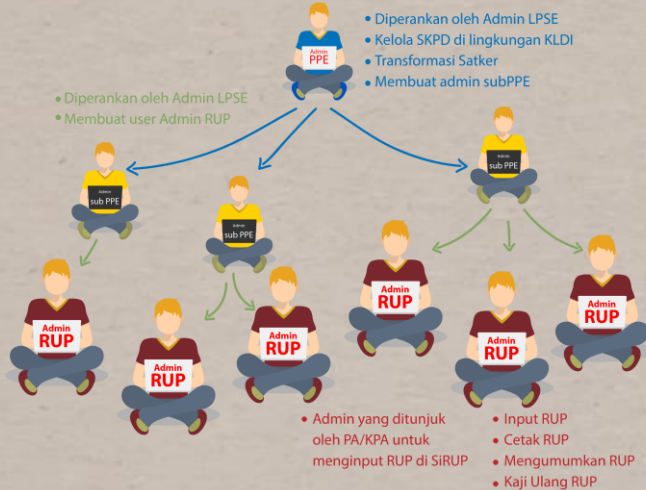 Admin
PPE
• Diperankan oleh Admin LPSE
• Kelola SKPD di lingkungan KLDI
• Transformasi Satker
• Membuat admin subPPE
• Diperankan oleh Admin LPSE
• Membuat user Admin RUP
Admin
sub PPE
Admin
sub PPE
Admin
sub PPE
Admin
RUP
Admin
RUP
Admin
RUP
Admin
RUP
Admin
RUP
Admin
RUP
• Admin yang ditunjuk
oleh PA/KPA untuk
menginput RUP di SiRUP
• Input RUP
• Cetak RUP
• Mengumumkan RUP
• Kaji Ulang RUP